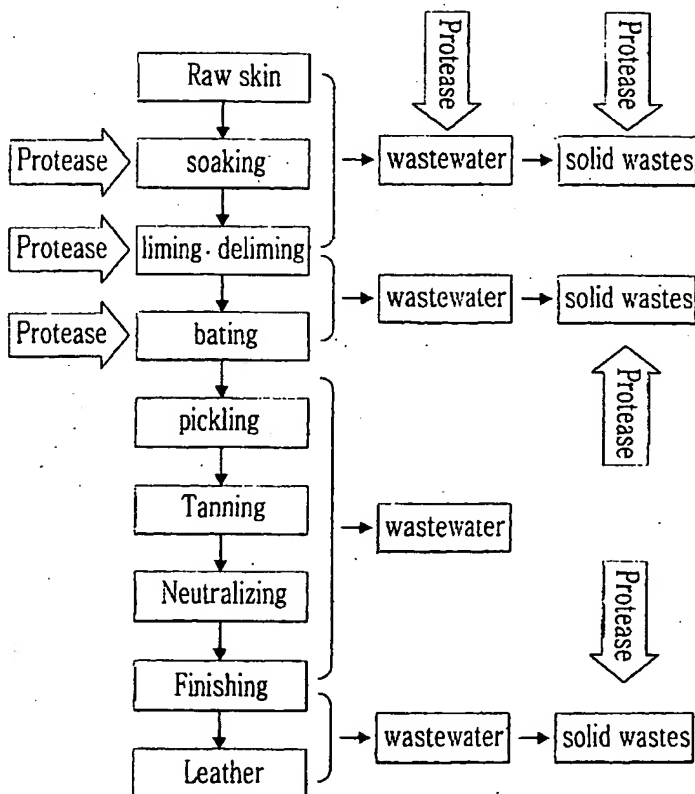 Protease
Protease
Raw skin
Protease
soaking
wastewater
solid wastes
Protease
liming · deliming
Protease
bating
wastewater
solid wastes
Protease
pickling
Tanning
wastewater
Neutralizing
Protease
Finishing
Leather
wastewater
solid wastes